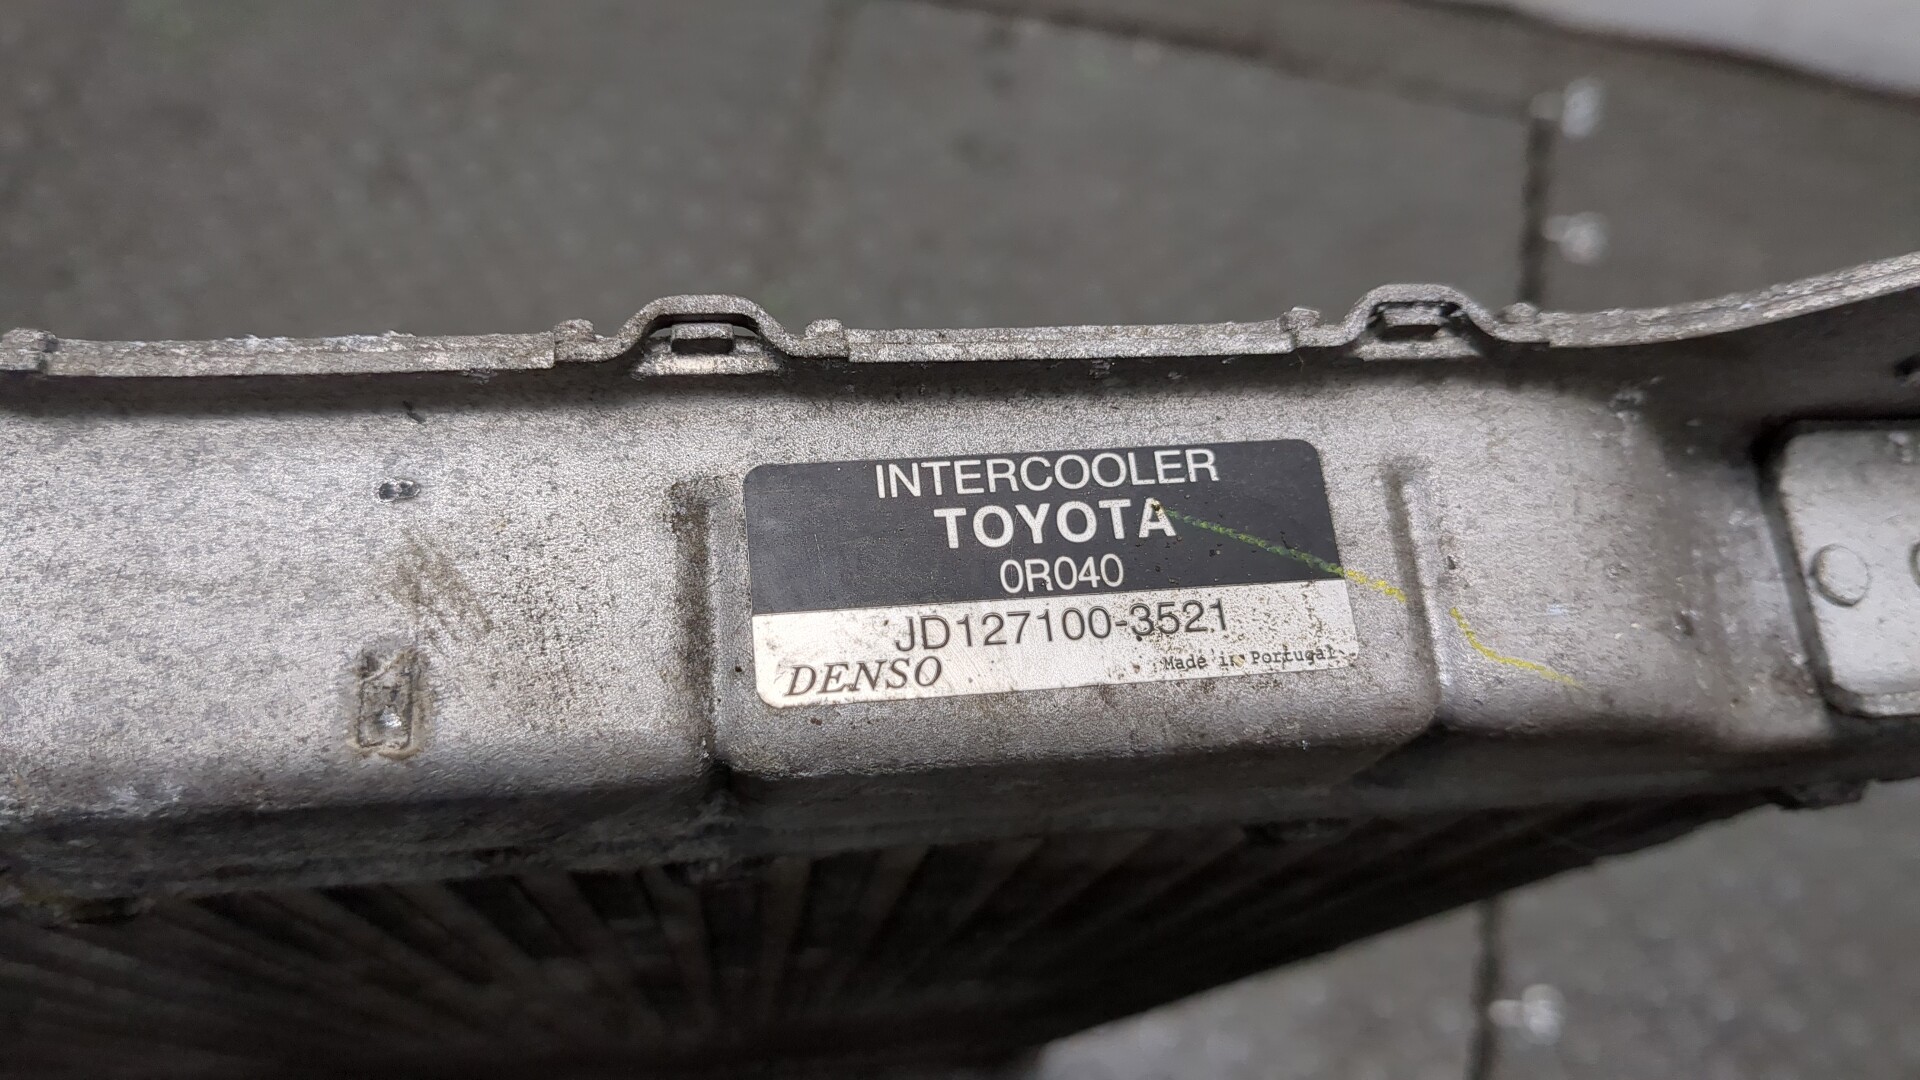 INTERCOOLER
TOYOTA
0R040
JD127100-3521
DENSO
Made in Portugal